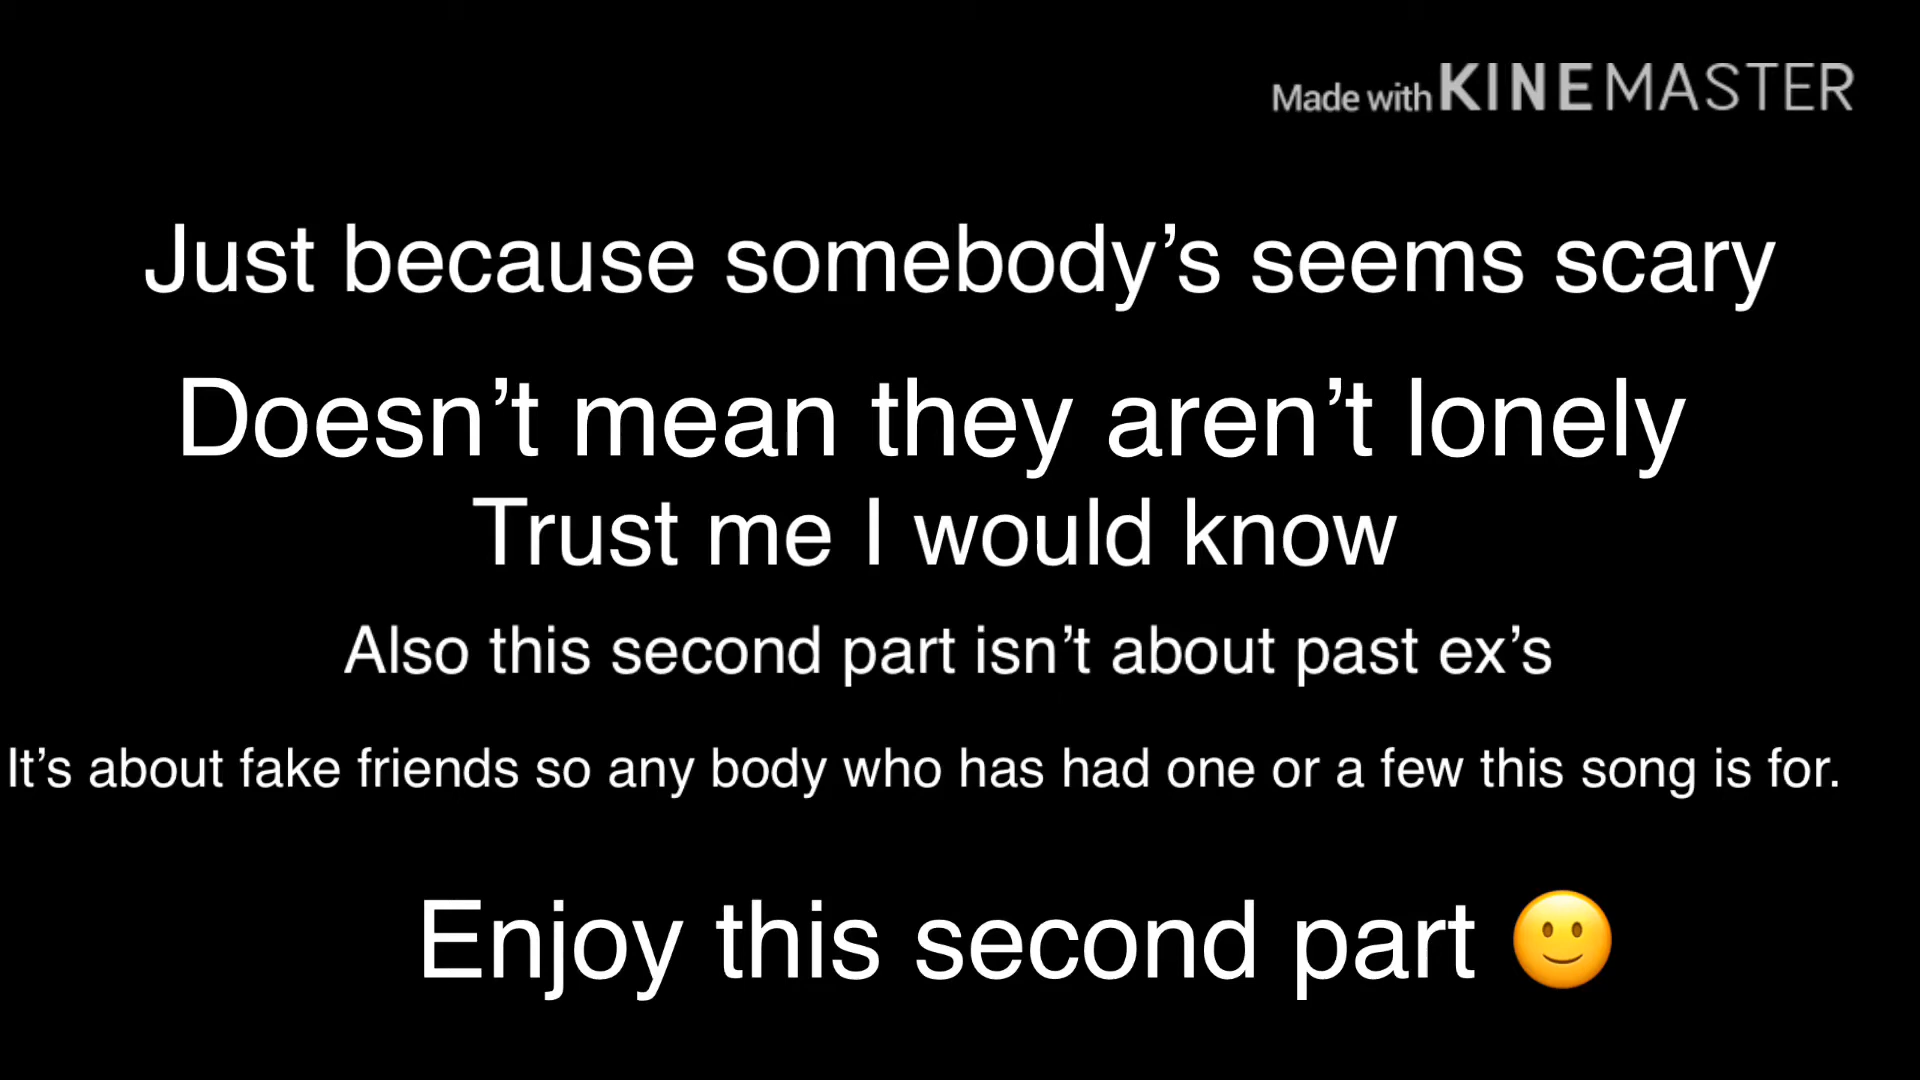 Made with KINEMASTER
Just because somebody’s seems scary
Doesn’t mean they aren’t lonely
Trust me I would know
Also this second part isn’t about past ex’s
It’s about fake friends so any body who has had one or a few this song is for.
Enjoy this second part 🙂